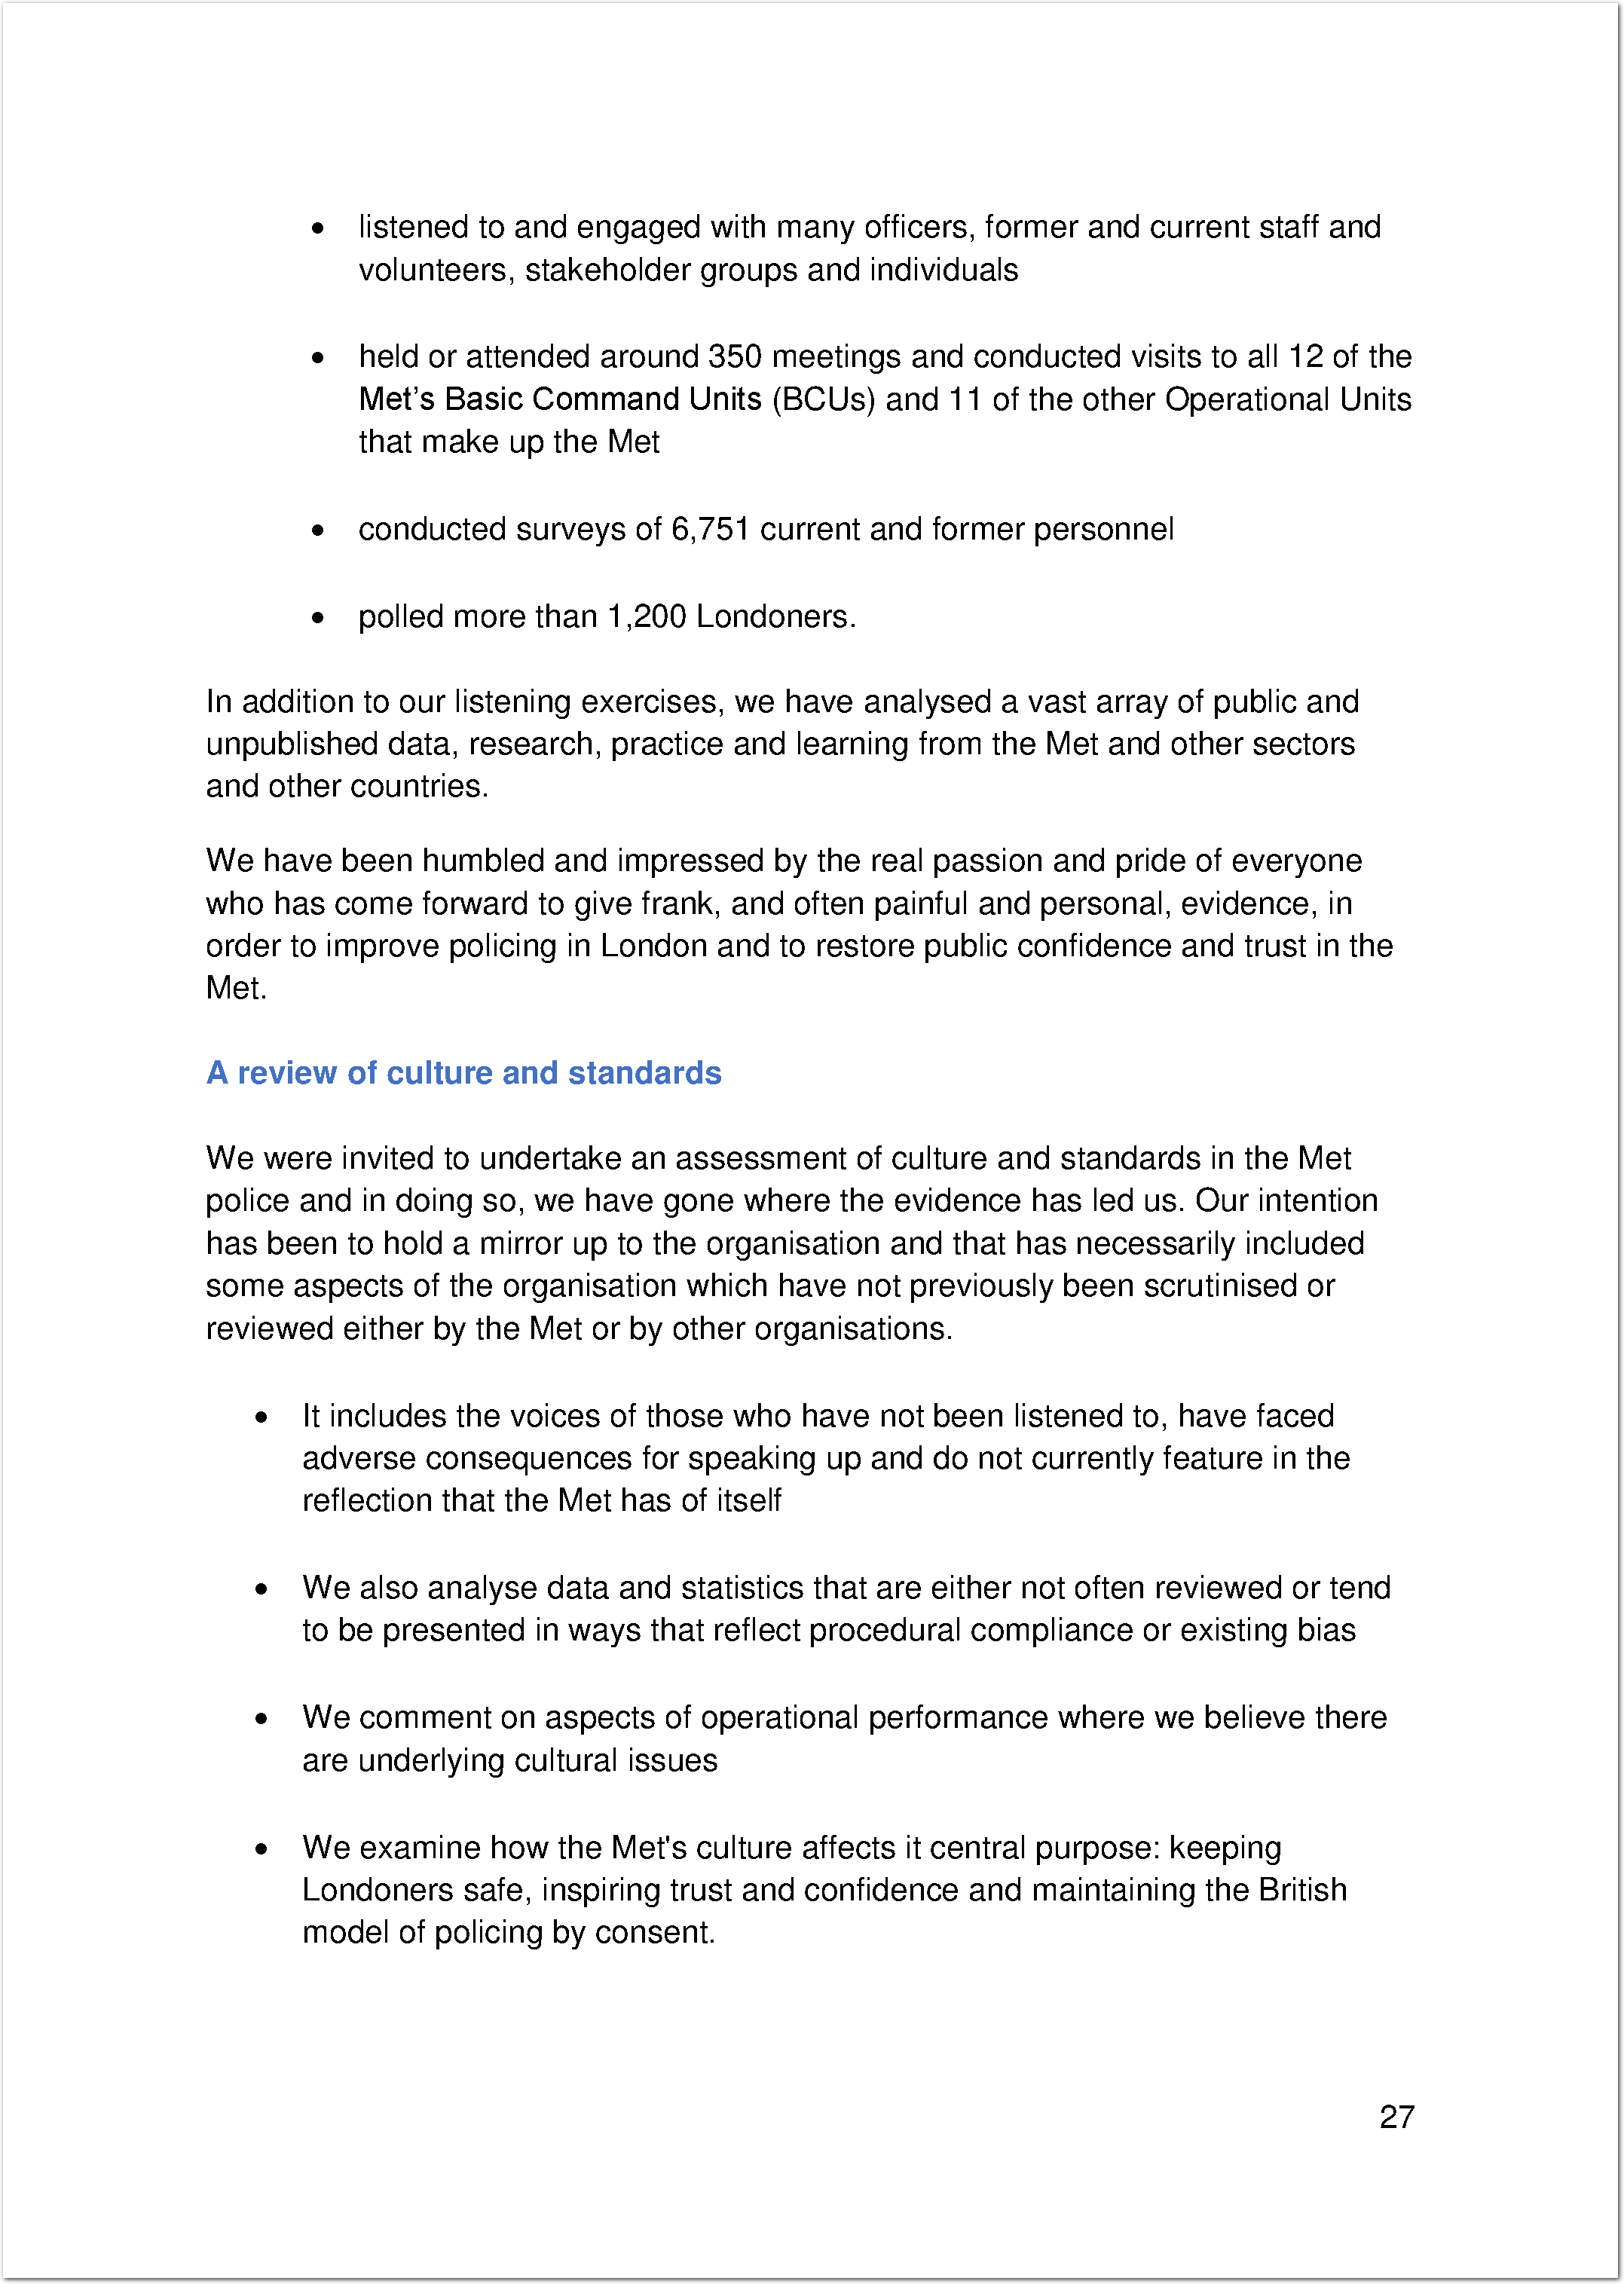 • listened to and engaged with many officers, former and current staff and
volunteers, stakeholder groups and individuals
• held or attended around 350 meetings and conducted visits to all 12 of the
Met’s Basic Command Units (BCUs) and 11 of the other Operational Units
that make up the Met
• conducted surveys of 6,751 current and former personnel
• polled more than 1,200 Londoners.
In addition to our listening exercises, we have analysed a vast array of public and
unpublished data, research, practice and learning from the Met and other sectors
and other countries.
We have been humbled and impressed by the real passion and pride of everyone
who has come forward to give frank, and often painful and personal, evidence, in
order to improve policing in London and to restore public confidence and trust in the
Met.
A review of culture and standards
We were invited to undertake an assessment of culture and standards in the Met
police and in doing so, we have gone where the evidence has led us. Our intention
has been to hold a mirror up to the organisation and that has necessarily included
some aspects of the organisation which have not previously been scrutinised or
reviewed either by the Met or by other organisations.
• It includes the voices of those who have not been listened to, have faced
adverse consequences for speaking up and do not currently feature in the
reflection that the Met has of itself
• We also analyse data and statistics that are either not often reviewed or tend
to be presented in ways that reflect procedural compliance or existing bias
• We comment on aspects of operational performance where we believe there
are underlying cultural issues
• We examine how the Met's culture affects it central purpose: keeping
Londoners safe, inspiring trust and confidence and maintaining the British
model of policing by consent.
27